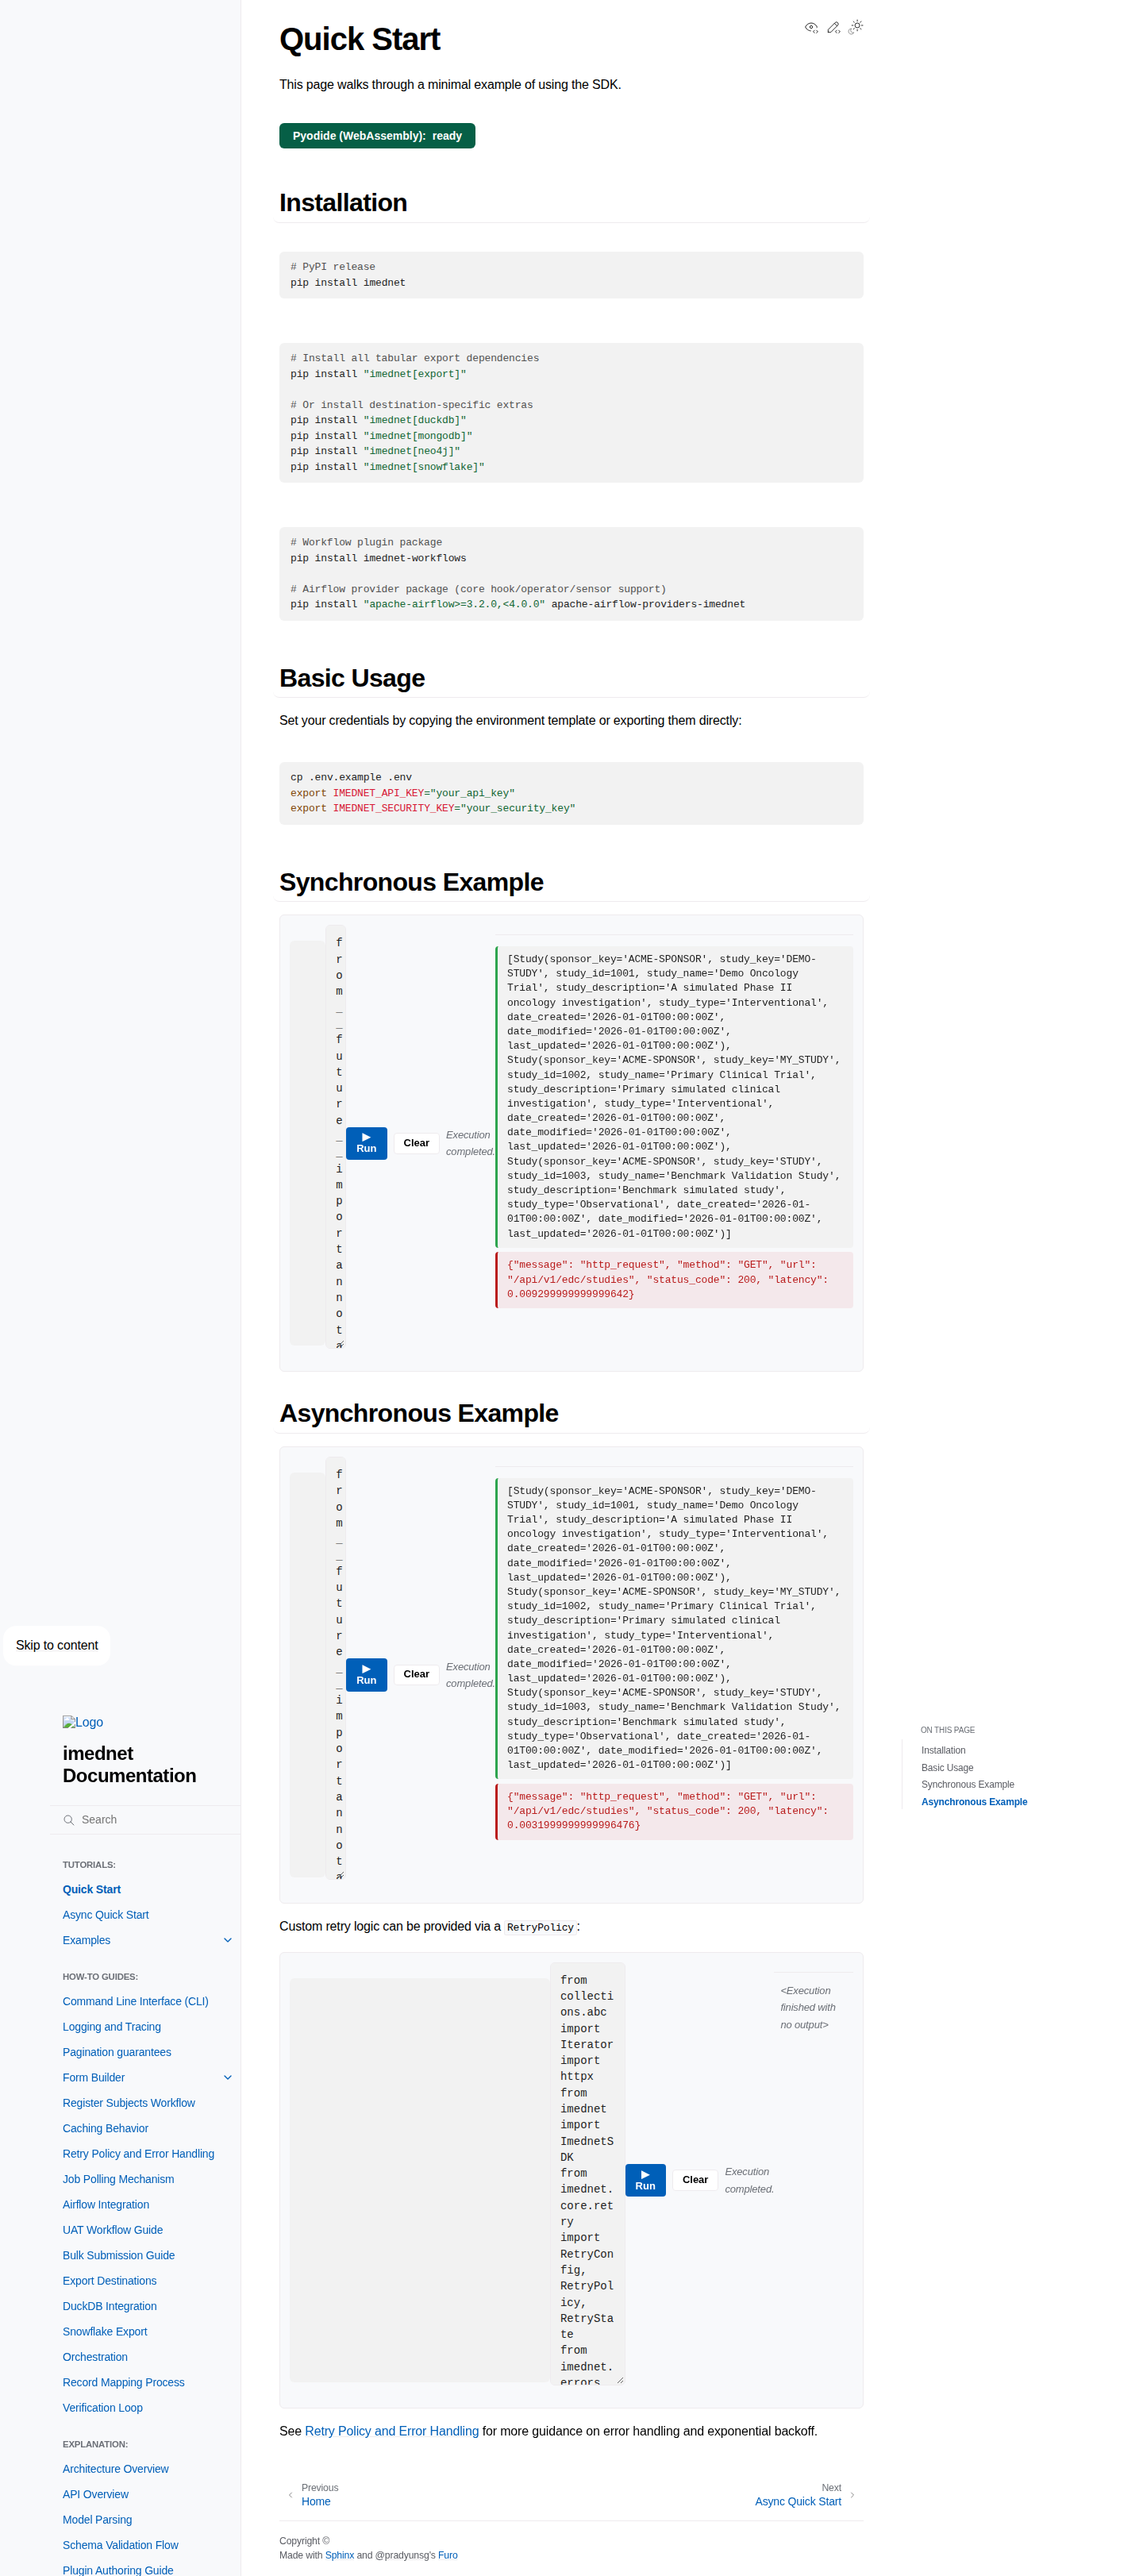 Quick Start
This page walks through a minimal example of using the SDK.
Pyodide (WebAssembly): ready
Installation
# PyPI release
pip install imednet
# Install all tabular export dependencies
pip install "imednet[export]"
# Or install destination-specific extras
pip install "imednet[duckdb]"
pip install "imednet[mongodb]"
pip install "imednet[neo4j]"
pip install "imednet[snowflake]"
# Workflow plugin package
pip install imednet-workflows
# Airflow provider package (core hook/operator/sensor support)
pip install "apache-airflow>=3.2.0,<4.0.0" apache-airflow-providers-imednet
Basic Usage
Set your credentials by copying the environment template or exporting them directly:
cp .env.example .env
export IMEDNET_API_KEY="your_api_key"
export IMEDNET_SECURITY_KEY="your_security_key"
Synchronous Example
f
r
o
m
_
_
f
u
t
u
r
e
_
_
i
m
p
o
r
t
a
n
n
o
t
a
▶
Run
Clear
Execution
completed.
[Study(sponsor_key='ACME-SPONSOR', study_key='DEMO-
STUDY', study_id=1001, study_name='Demo Oncology
Trial', study_description='A simulated Phase II
oncology investigation', study_type='Interventional',
date_created='2026-01-01T00:00:00Z',
date_modified='2026-01-01T00:00:00Z',
last_updated='2026-01-01T00:00:00Z'),
Study(sponsor_key='ACME-SPONSOR', study_key='MY_STUDY',
study_id=1002, study_name='Primary Clinical Trial',
study_description='Primary simulated clinical
investigation', study_type='Interventional',
date_created='2026-01-01T00:00:00Z',
date_modified='2026-01-01T00:00:00Z',
last_updated='2026-01-01T00:00:00Z'),
Study(sponsor_key='ACME-SPONSOR', study_key='STUDY',
study_id=1003, study_name='Benchmark Validation Study',
study_description='Benchmark simulated study',
study_type='Observational', date_created='2026-01-
01T00:00:00Z', date_modified='2026-01-01T00:00:00Z',
last_updated='2026-01-01T00:00:00Z')]
{"message": "http_request", "method": "GET", "url":
"/api/v1/edc/studies", "status_code": 200, "latency":
0.009299999999999642}
Asynchronous Example
f
r
o
m
_
_
f
u
t
u
r
e
_
_
i
m
p
o
r
t
a
n
n
o
t
a
▶
Run
Clear
Execution
completed.
[Study(sponsor_key='ACME-SPONSOR', study_key='DEMO-
STUDY', study_id=1001, study_name='Demo Oncology
Trial', study_description='A simulated Phase II
oncology investigation', study_type='Interventional',
date_created='2026-01-01T00:00:00Z',
date_modified='2026-01-01T00:00:00Z',
last_updated='2026-01-01T00:00:00Z'),
Study(sponsor_key='ACME-SPONSOR', study_key='MY_STUDY',
study_id=1002, study_name='Primary Clinical Trial',
study_description='Primary simulated clinical
investigation', study_type='Interventional',
date_created='2026-01-01T00:00:00Z',
date_modified='2026-01-01T00:00:00Z',
last_updated='2026-01-01T00:00:00Z'),
Study(sponsor_key='ACME-SPONSOR', study_key='STUDY',
study_id=1003, study_name='Benchmark Validation Study',
study_description='Benchmark simulated study',
study_type='Observational', date_created='2026-01-
01T00:00:00Z', date_modified='2026-01-01T00:00:00Z',
last_updated='2026-01-01T00:00:00Z')]
{"message": "http_request", "method": "GET", "url":
"/api/v1/edc/studies", "status_code": 200, "latency":
0.0031999999999996476}
Custom retry logic can be provided via a RetryPolicy:
from
collecti
ons.abc
import
Iterator
import
httpx
from
imednet
import
ImednetS
DK
from
imednet.
core.ret
ry
import
RetryCon
fig,
RetryPol
icy,
RetrySta
te
from
imednet.
errors
▶
Run
Clear
Execution
completed.
<Execution
finished with
no output>
See Retry Policy and Error Handling for more guidance on error handling and exponential backoff.
Previous
Home
Next
Async Quick Start
Copyright ©
Made with Sphinx and @pradyunsg's Furo
Skip to content
Logo
imednet
Documentation
Search
TUTORIALS:
Quick Start
Async Quick Start
Examples
HOW-TO GUIDES:
Command Line Interface (CLI)
Logging and Tracing
Pagination guarantees
Form Builder
Register Subjects Workflow
Caching Behavior
Retry Policy and Error Handling
Job Polling Mechanism
Airflow Integration
UAT Workflow Guide
Bulk Submission Guide
Export Destinations
DuckDB Integration
Snowflake Export
Orchestration
Record Mapping Process
Verification Loop
EXPLANATION:
Architecture Overview
API Overview
Model Parsing
Schema Validation Flow
Plugin Authoring Guide
ON THIS PAGE
Installation
Basic Usage
Synchronous Example
Asynchronous Example